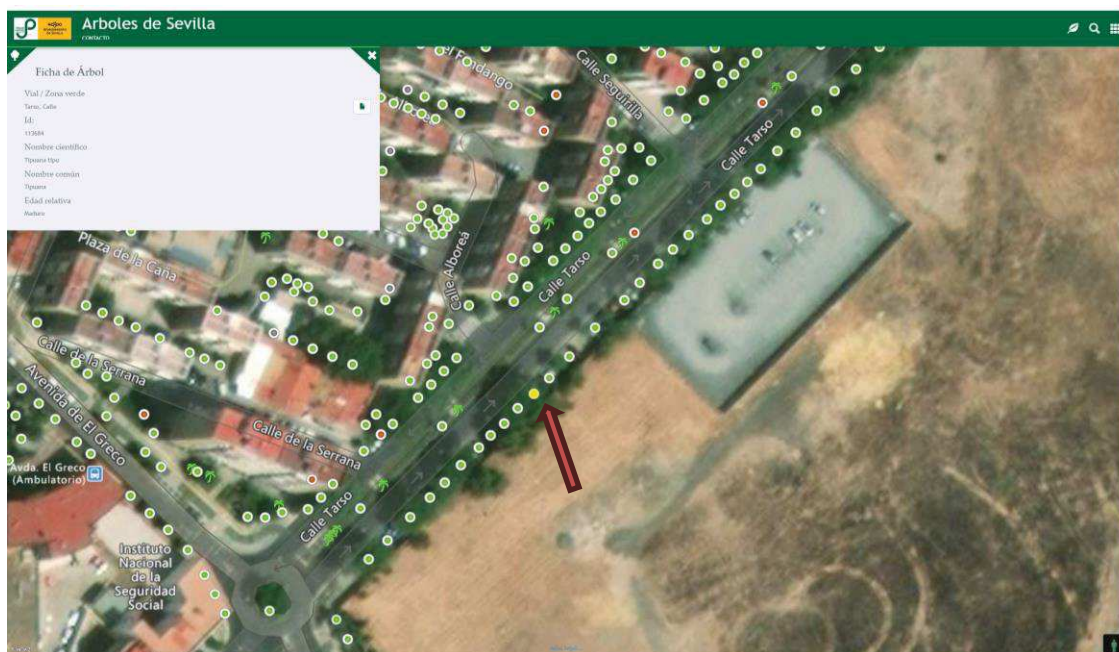 Arboles de Sevilla
CONTACTO
Ficha de Árbol
Vial / Zona verde
Tarso, Calle
Id:
Nombre científico
Tipuana tipu
Nombre común
Tipuana
Edad relativa
Maduro
Fandango
Calle Seguirilla
Calle Tarso
Plaza de la Caña
Calle Alboreá
Calle Tarso
Calle de la Serrana
Avenida de El Greco
Calle de la Serrana
Avda. El Greco
(Ambulatorio)
Calle Tarso
Instituto
Nacional
de la
Seguridad
Social